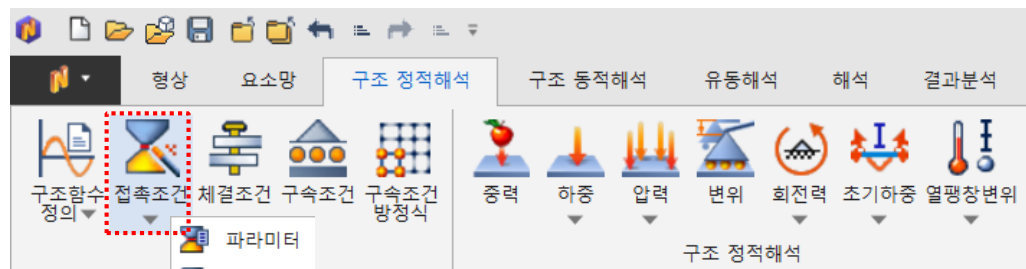 형상 요소망 구조 정적해석 구조 동적해석 유동해석 해석 결과분석
구조함수 접촉조건 체결조건 구속조건 구속조건 중력 하중 압력 변위 회전력 초기하중 열팽창변위
정의 방정식
파라미터
구조 정적해석